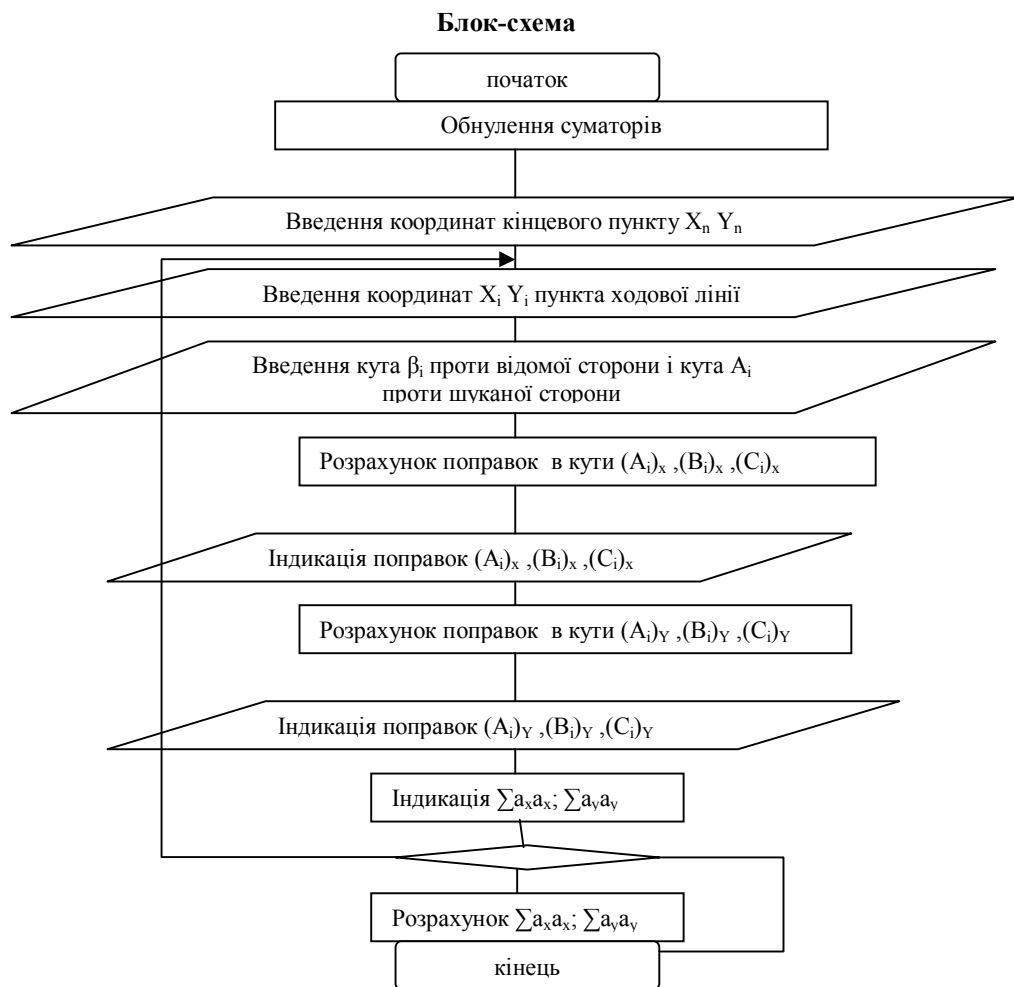 Блок-схема
початок
Обнулення суматорів
Введення координат кінцевого пункту Xₙ Yₙ
Введення координат Xᵢ Yᵢ пункта ходової лінії
Введення кута βᵢ проти відомої сторони і кута Aᵢ
проти шуканої сторони
Розрахунок поправок в кути (Aᵢ)ₓ ,(Bᵢ)ₓ ,(Cᵢ)ₓ
Індикація поправок (Aᵢ)ₓ ,(Bᵢ)ₓ ,(Cᵢ)ₓ
Розрахунок поправок в кути (Aᵢ)Y ,(Bᵢ)Y ,(Cᵢ)Y
Індикація поправок (Aᵢ)Y ,(Bᵢ)Y ,(Cᵢ)Y
Індикація ∑aₓaₓ; ∑aᵧaᵧ
Розрахунок ∑aₓaₓ; ∑aᵧaᵧ
кінець